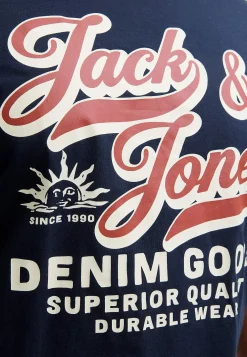 Jack &
Jone
SINCE 1990
DENIM GOO
SUPERIOR QUALI
DURABLE WEA